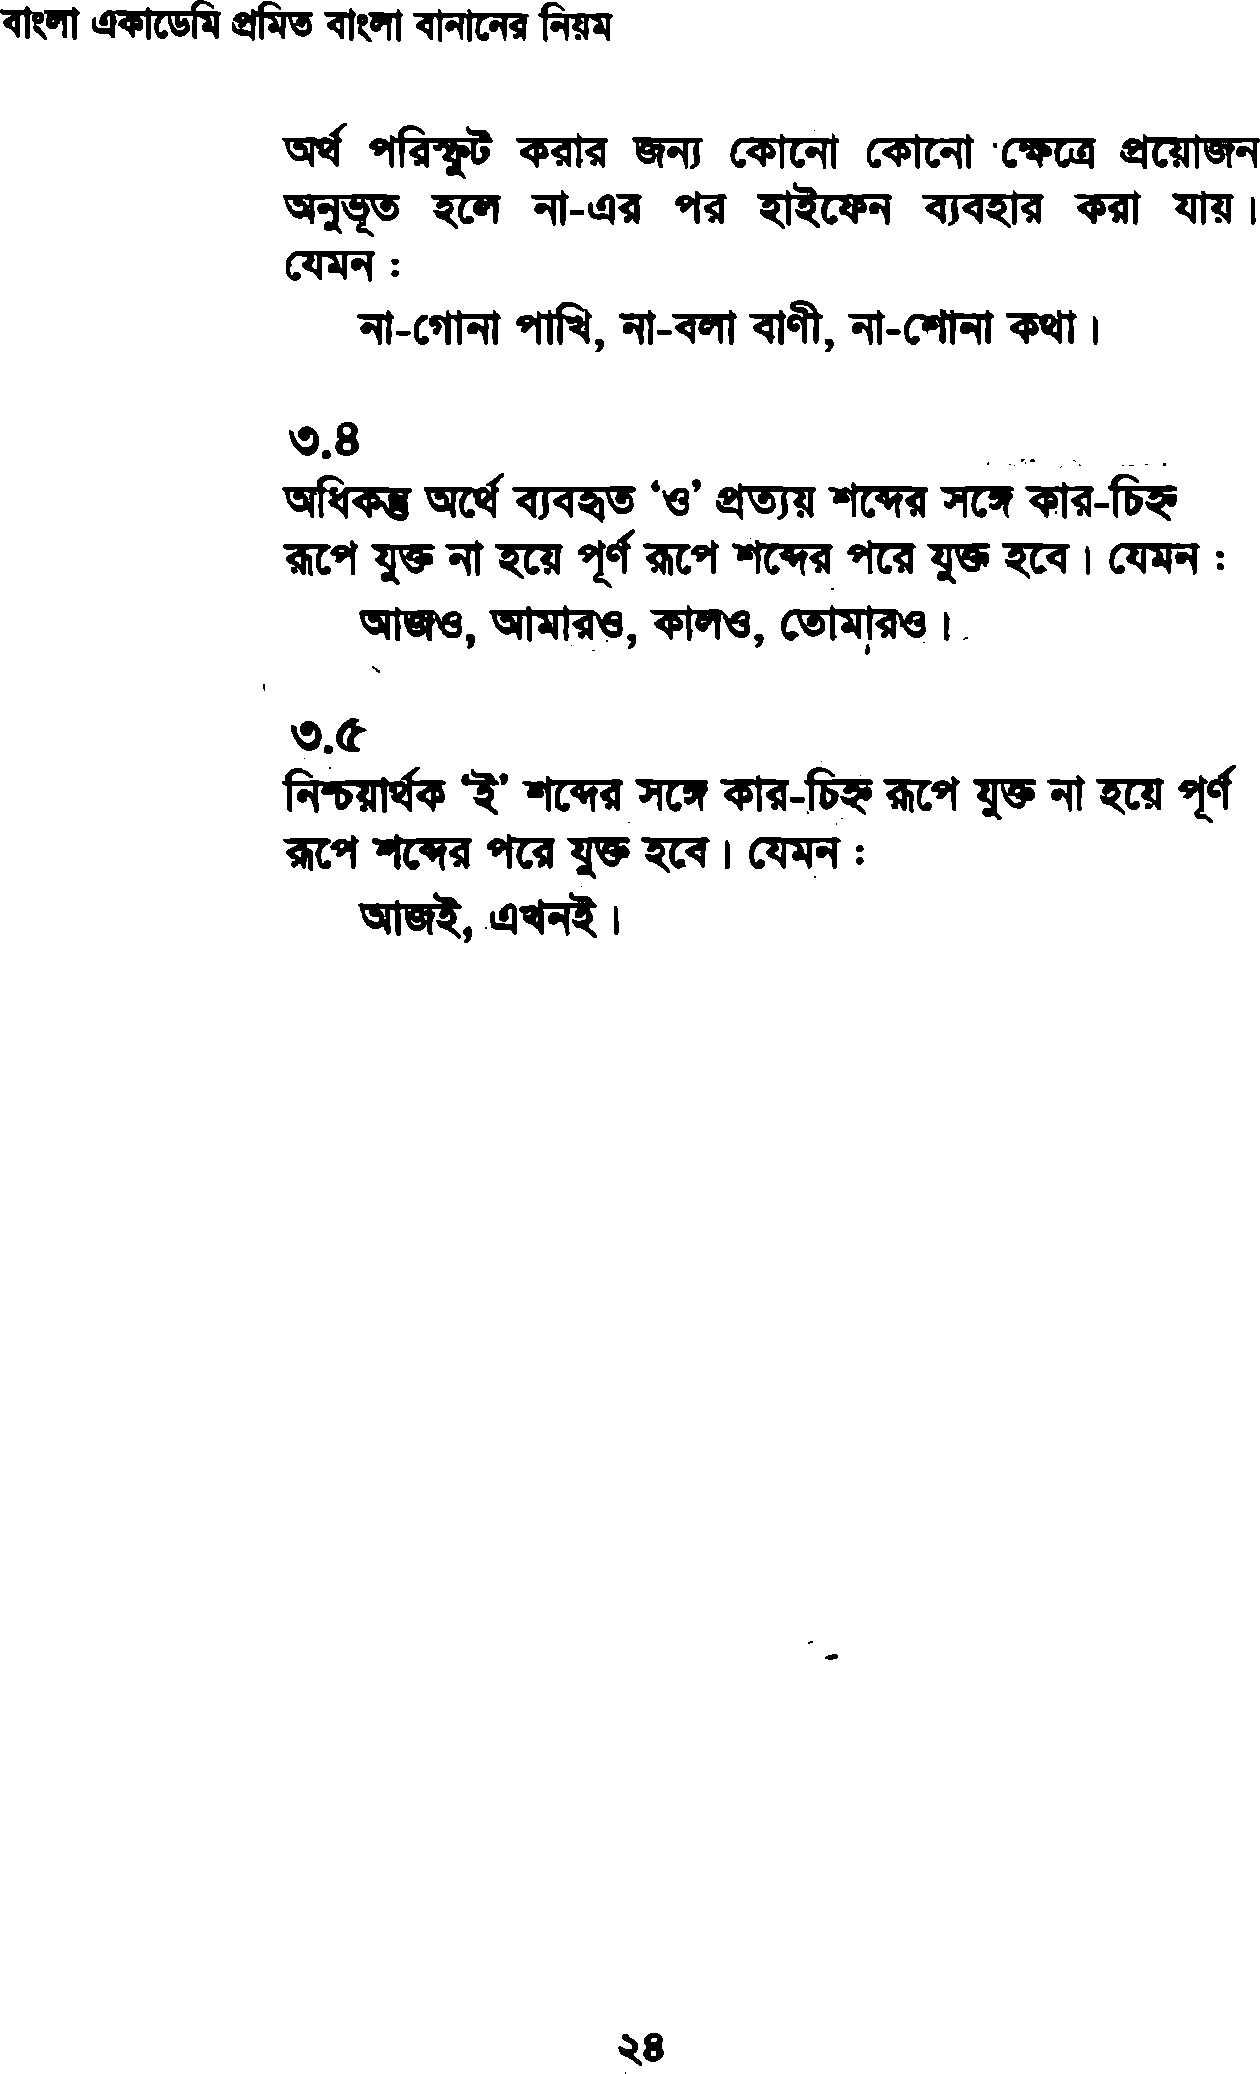 বাংলা একাডেমি প্রমিত বাংলা বানানের নিয়ম
অর্থ পরিস্ফুট করার জন্য কোনো কোনো ক্ষেত্রে প্রয়োজন
অনুভূত হলে না-এর পর হাইফেন ব্যবহার করা যায়।
যেমন :
না-গোনা পাখি, না-বলা বাণী, না-শোনা কথা।
৩.৪
অধিকন্তু অর্থে ব্যবহৃত ‘ও’ প্রত্যয় শব্দের সঙ্গে কার-চিহ্ন
রূপে যুক্ত না হয়ে পূর্ণ রূপে শব্দের পরে যুক্ত হবে। যেমন :
আজও, আমারও, কালও, তোমারও।
৩.৫
নিশ্চয়ার্থক ‘ই’ শব্দের সঙ্গে কার-চিহ্ন রূপে যুক্ত না হয়ে পূর্ণ
রূপে শব্দের পরে যুক্ত হবে। যেমন :
আজই, এখনই।
২৪